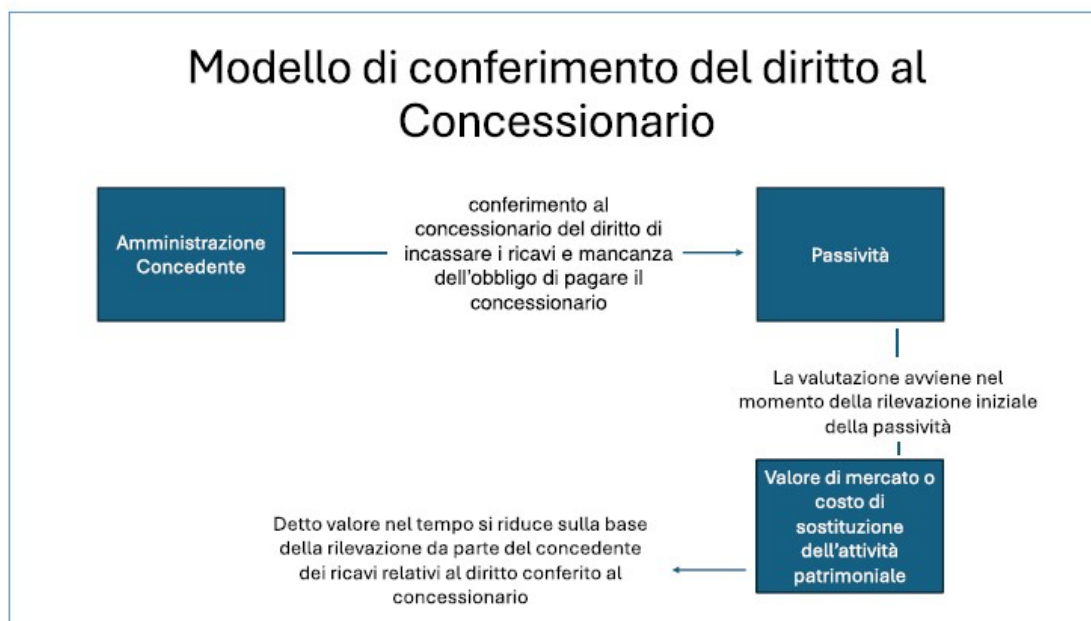 Modello di conferimento del diritto al
Concessionario
Amministrazione
Concedente
conferimento al
concessionario del diritto di
incassare i ricavi e mancanza
dell'obbligo di pagare il
concessionario
Passività
La valutazione avviene nel
momento della rilevazione iniziale
della passività
Valore di mercato o
costo di
sostituzione
dell'attività
patrimoniale
Detto valore nel tempo si riduce sulla base
della rilevazione da parte del concedente
dei ricavi relativi al diritto conferito al
concessionario